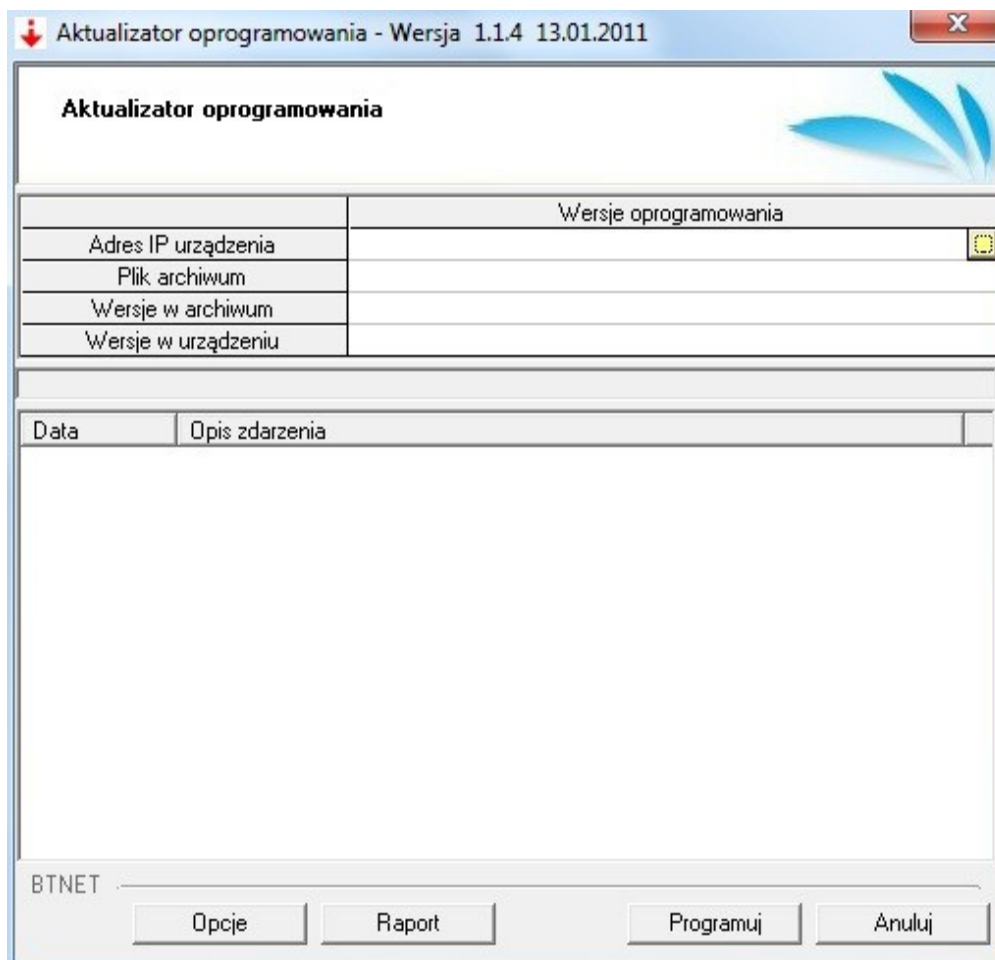 Aktualizator oprogramowania - Wersja 1.1.4 13.01.2011
Aktualizator oprogramowania
Wersje oprogramowania
Adres IP urządzenia
Plik archiwum
Wersje w archiwum
Wersje w urządzeniu
Data Opis zdarzenia
BTNET
Opcje Raport Programuj Anuluj